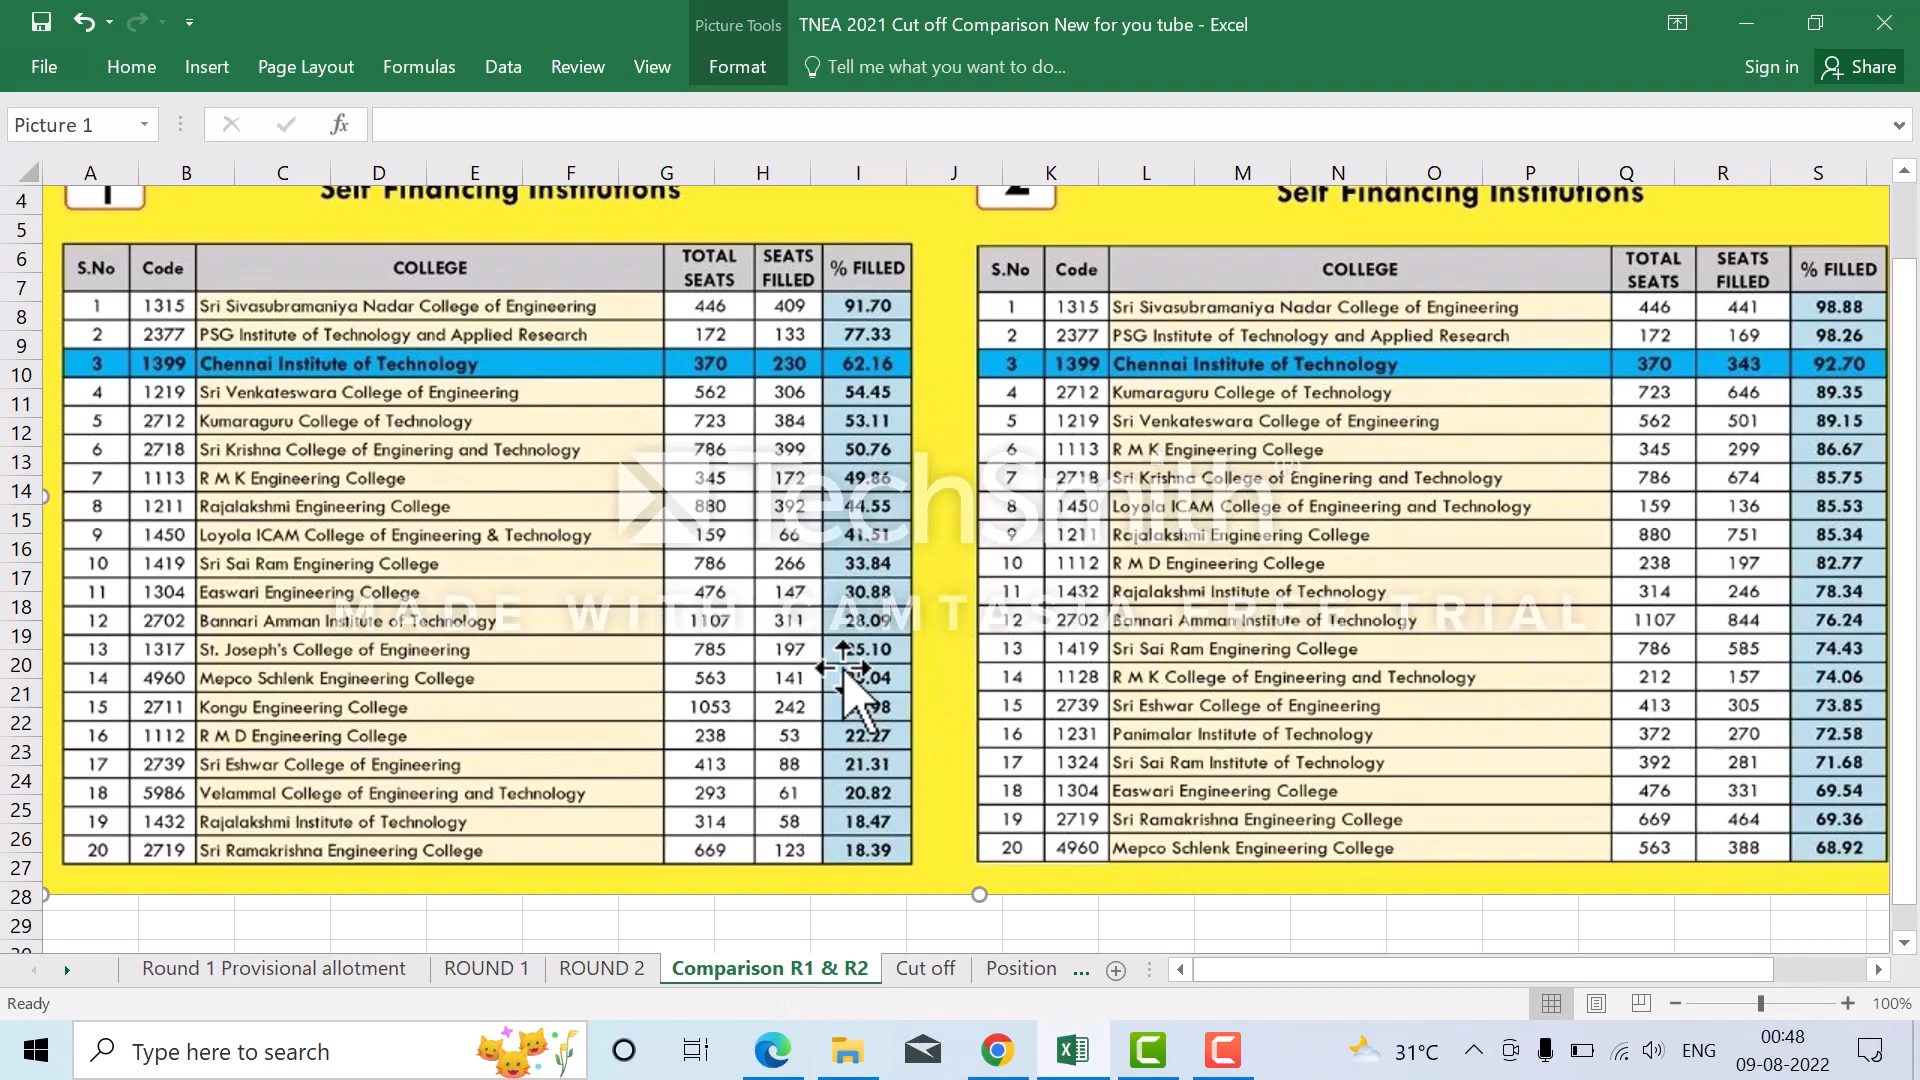 Picture Tools
TNEA 2021 Cut off Comparison New for you tube - Excel
File Home Insert Page Layout Formulas Data Review View Format Tell me what you want to do... Sign in Share
Picture 1 fx
A B C D E F G H I J K L M N O P Q R S
4 Self Financing Institutions Self Financing Institutions
5
6
7
8
9
10
11
12
13
14
15
16
17
18
19
20
21
22
23
24
25
26
27
28
29
S.No Code COLLEGE TOTAL SEATS SEATS FILLED % FILLED
1 1315 Sri Sivasubramaniya Nadar College of Engineering 446 409 91.70
2 2377 PSG Institute of Technology and Applied Research 172 133 77.33
3 1399 Chennai Institute of Technology 370 230 62.16
4 1219 Sri Venkateswara College of Engineering 562 306 54.45
5 2712 Kumaraguru College of Technology 723 384 53.11
6 2718 Sri Krishna College of Enginering and Technology 786 399 50.76
7 1113 R M K Engineering College 345 172 49.86
8 1211 Rajalakshmi Engineering College 880 392 44.55
9 1450 Loyola ICAM College of Engineering & Technology 159 66 41.51
10 1419 Sri Sai Ram Enginering College 786 266 33.84
11 1304 Easwari Engineering College 476 147 30.88
12 2702 Bannari Amman Institute of Technology 1107 311 28.09
13 1317 St. Joseph's College of Engineering 785 197
14 4960 Mepco Schlenk Engineering College 563 141
15 2711 Kongu Engineering College 1053 242
16 1112 R M D Engineering College 238 53 22.27
17 2739 Sri Eshwar College of Engineering 413 88 21.31
18 5986 Velammal College of Engineering and Technology 293 61 20.82
19 1432 Rajalakshmi Institute of Technology 314 58 18.47
20 2719 Sri Ramakrishna Engineering College 669 123 18.39
S.No Code COLLEGE TOTAL SEATS SEATS FILLED % FILLED
1 1315 Sri Sivasubramaniya Nadar College of Engineering 446 441 98.88
2 2377 PSG Institute of Technology and Applied Research 172 169 98.26
3 1399 Chennai Institute of Technology 370 343 92.70
4 2712 Kumaraguru College of Technology 723 646 89.35
5 1219 Sri Venkateswara College of Engineering 562 501 89.15
6 1113 R M K Engineering College 345 299 86.67
7 2718 Sri Krishna College of Enginering and Technology 786 674 85.75
8 1450 Loyola ICAM College of Engineering and Technology 159 136 85.53
9 1211 Rajalakshmi Engineering College 880 751 85.34
10 1112 R M D Engineering College 238 197 82.77
11 1432 Rajalakshmi Institute of Technology 314 246 78.34
12 2702 Bannari Amman Institute of Technology 1107 844 76.24
13 1419 Sri Sai Ram Enginering College 786 585 74.43
14 1128 R M K College of Engineering and Technology 212 157 74.06
15 2739 Sri Eshwar College of Engineering 413 305 73.85
16 1231 Panimalar Institute of Technology 372 270 72.58
17 1324 Sri Sai Ram Institute of Technology 392 281 71.68
18 1304 Easwari Engineering College 476 331 69.54
19 2719 Sri Ramakrishna Engineering College 669 464 69.36
20 4960 Mepco Schlenk Engineering College 563 388 68.92
TechSmith
MADE WITH CAMTASIA FREE TRIAL
Round 1 Provisional allotment ROUND 1 ROUND 2 Comparison R1 & R2 Cut off Position ...
Ready 100%
Type here to search 31°C ENG 00:48
09-08-2022